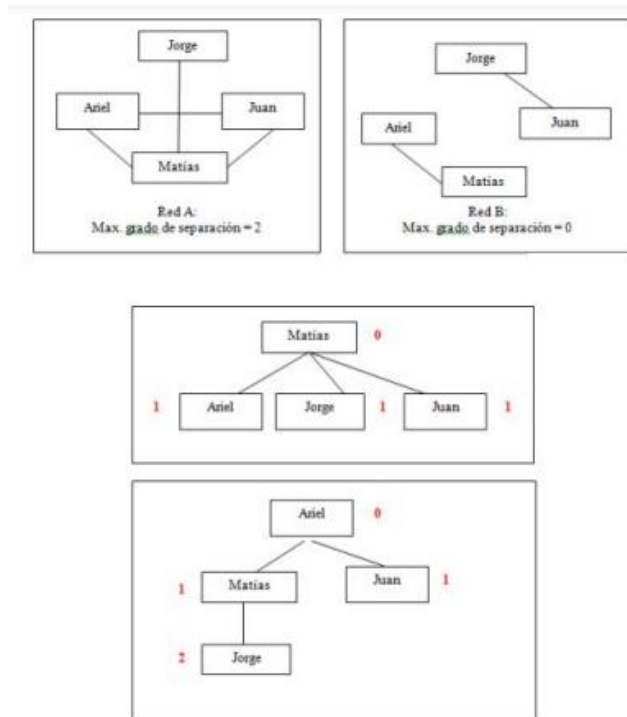 Jorge
Ariel
Juan
Matías
Red A:
Max. grado de separación = 2
Jorge
Juan
Ariel
Matías
Red B:
Max. grado de separación = 0
Matías 0
1 Ariel Jorge 1 Juan 1
Ariel 0
1 Matías Juan 1
2 Jorge